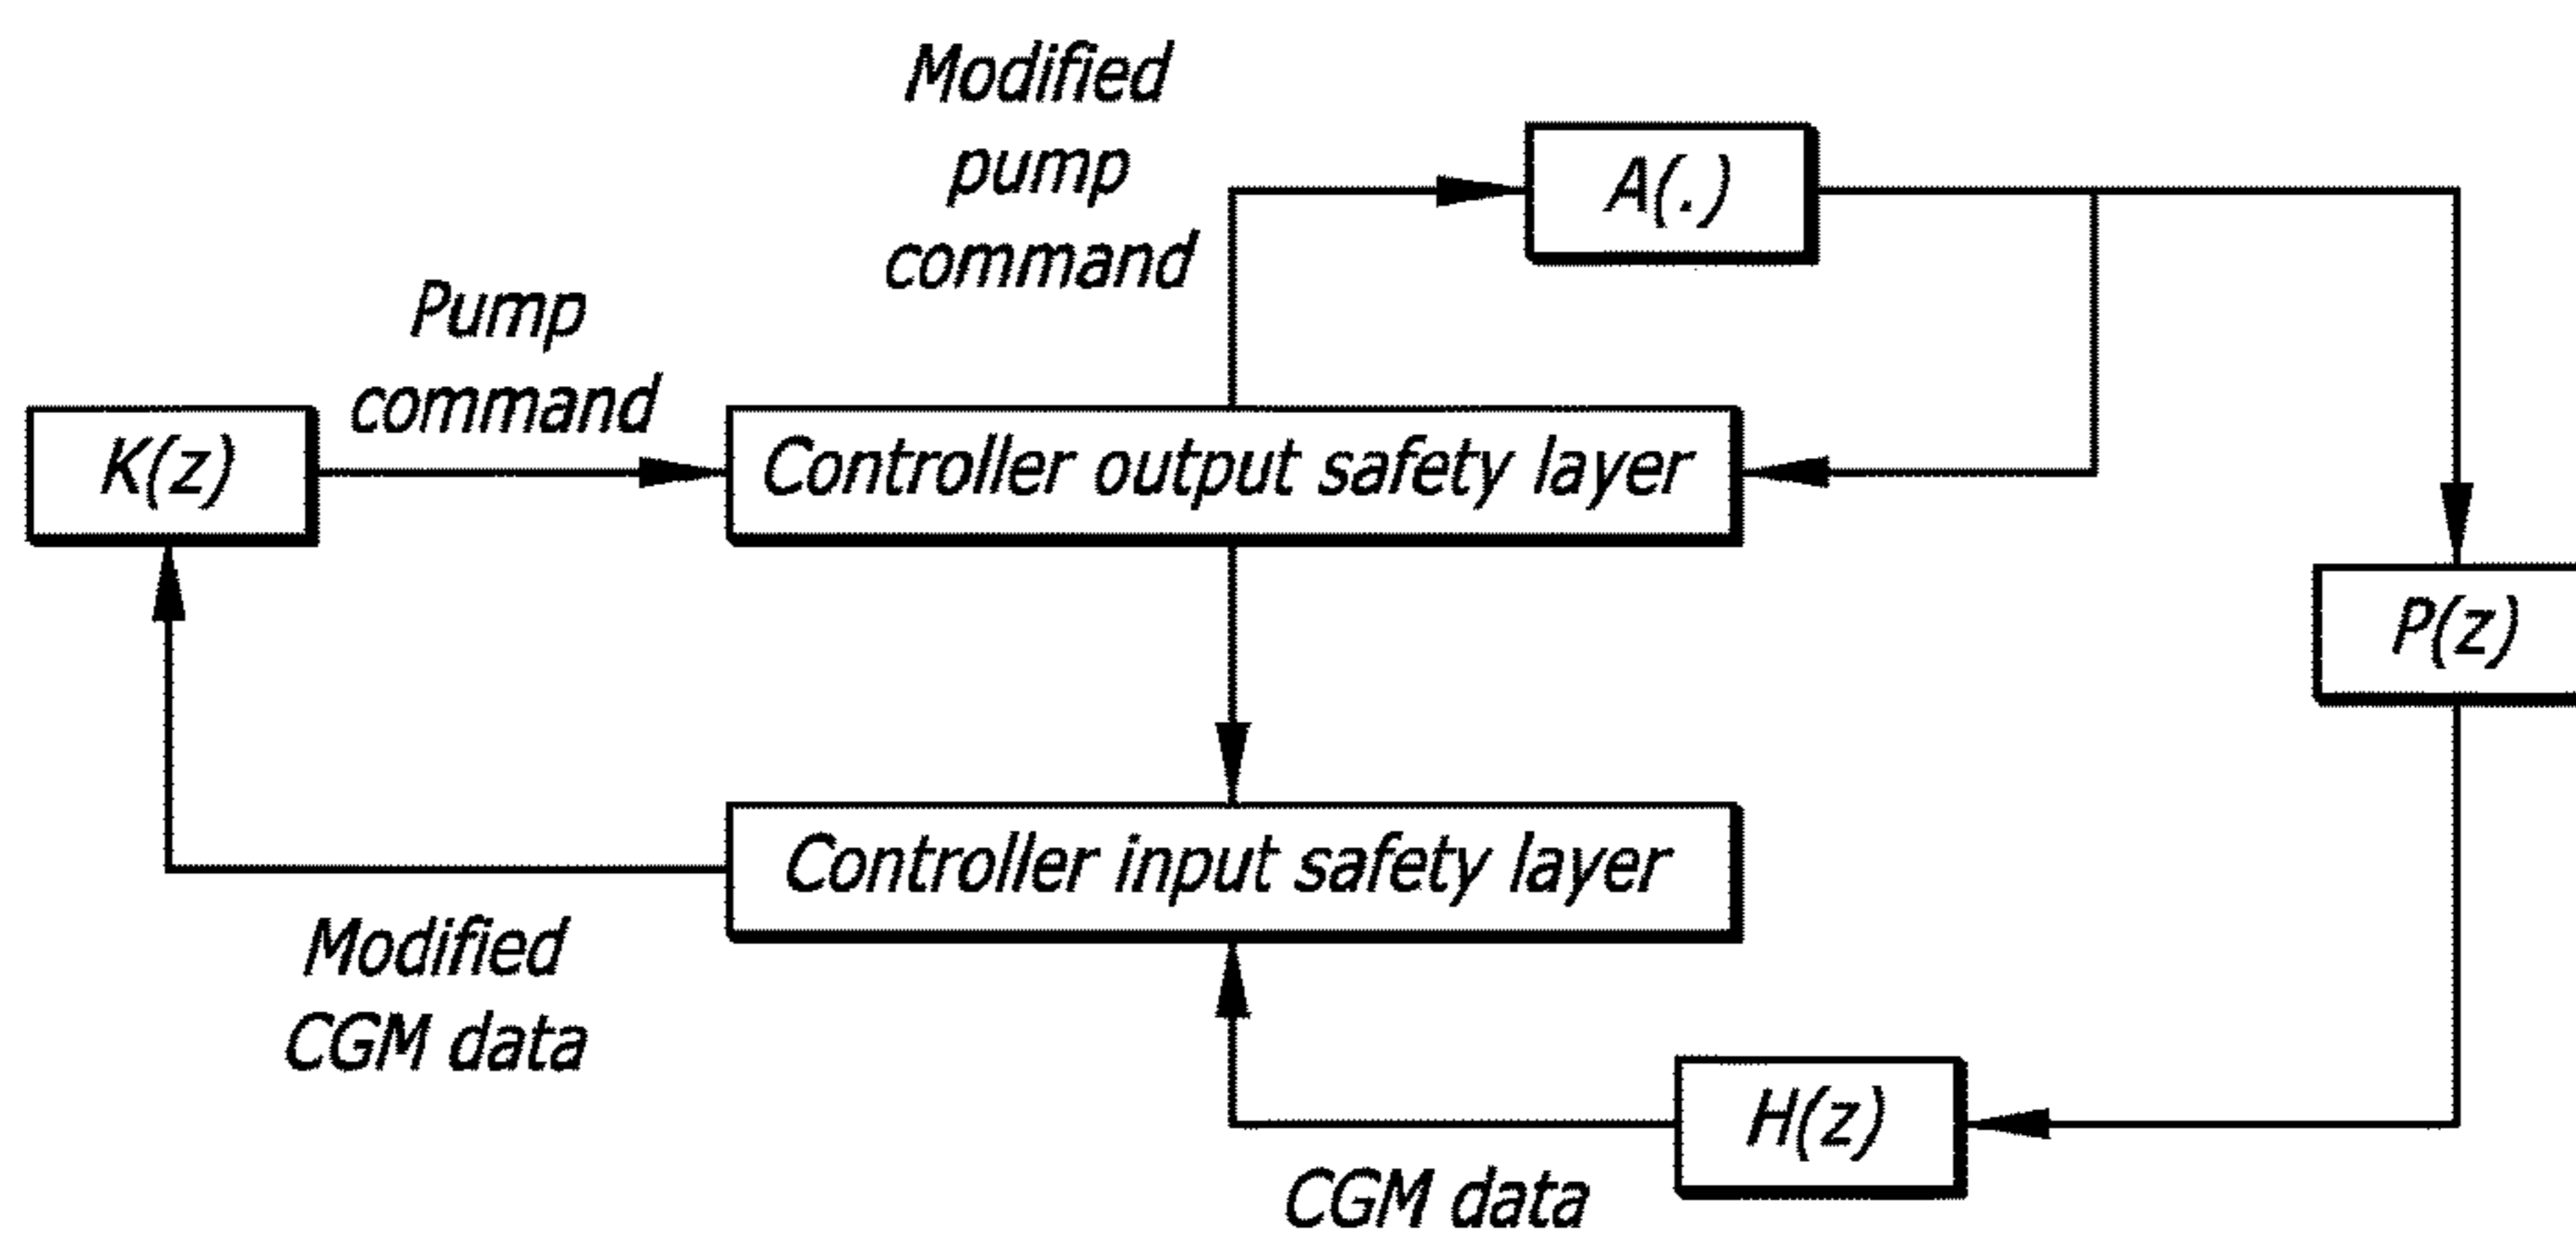 Modified
pump
command
A(.)
Pump
command
K(z)
Controller output safety layer
P(z)
Controller input safety layer
Modified
CGM data
H(z)
CGM data